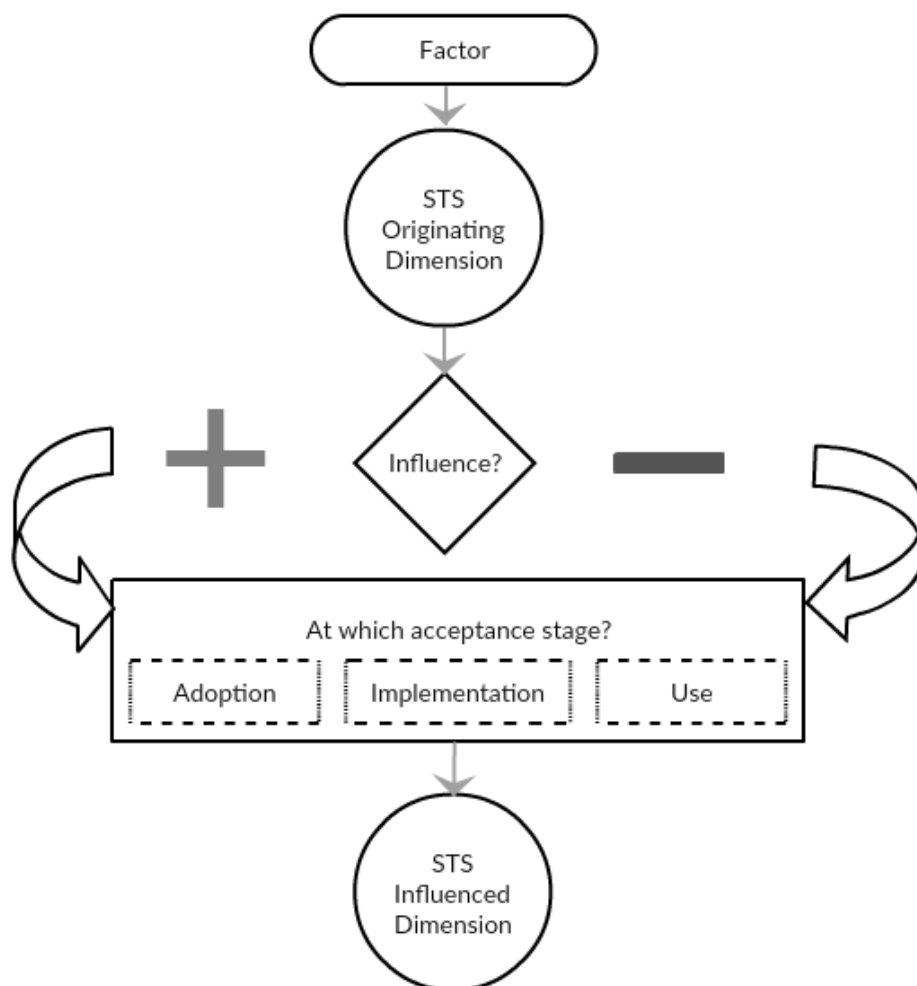 Factor
STS
Originating
Dimension
Influence?
At which acceptance stage?
Adoption
Implementation
Use
STS
Influenced
Dimension